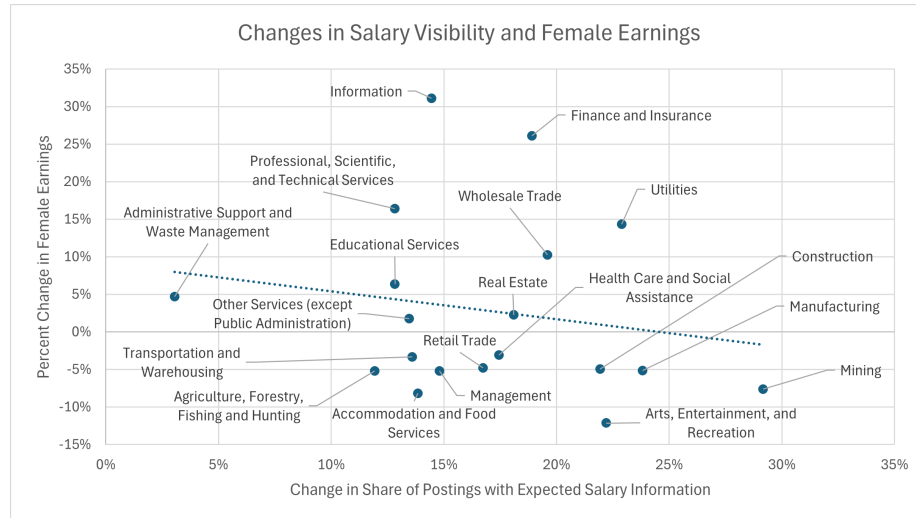 Changes in Salary Visibility and Female Earnings
35%
30%
25%
20%
15%
10%
5%
0%
-5%
-10%
-15%
Percent Change in Female Earnings
Information
Finance and Insurance
Professional, Scientific,
and Technical Services
Wholesale Trade
Utilities
Administrative Support and
Waste Management
Educational Services
Construction
Real Estate
Health Care and Social
Assistance
Other Services (except
Public Administration)
Manufacturing
Retail Trade
Transportation and
Warehousing
Mining
Agriculture, Forestry,
Fishing and Hunting
Management
Accommodation and Food
Services
Arts, Entertainment, and
Recreation
0%
5%
10%
15%
20%
25%
30%
35%
Change in Share of Postings with Expected Salary Information